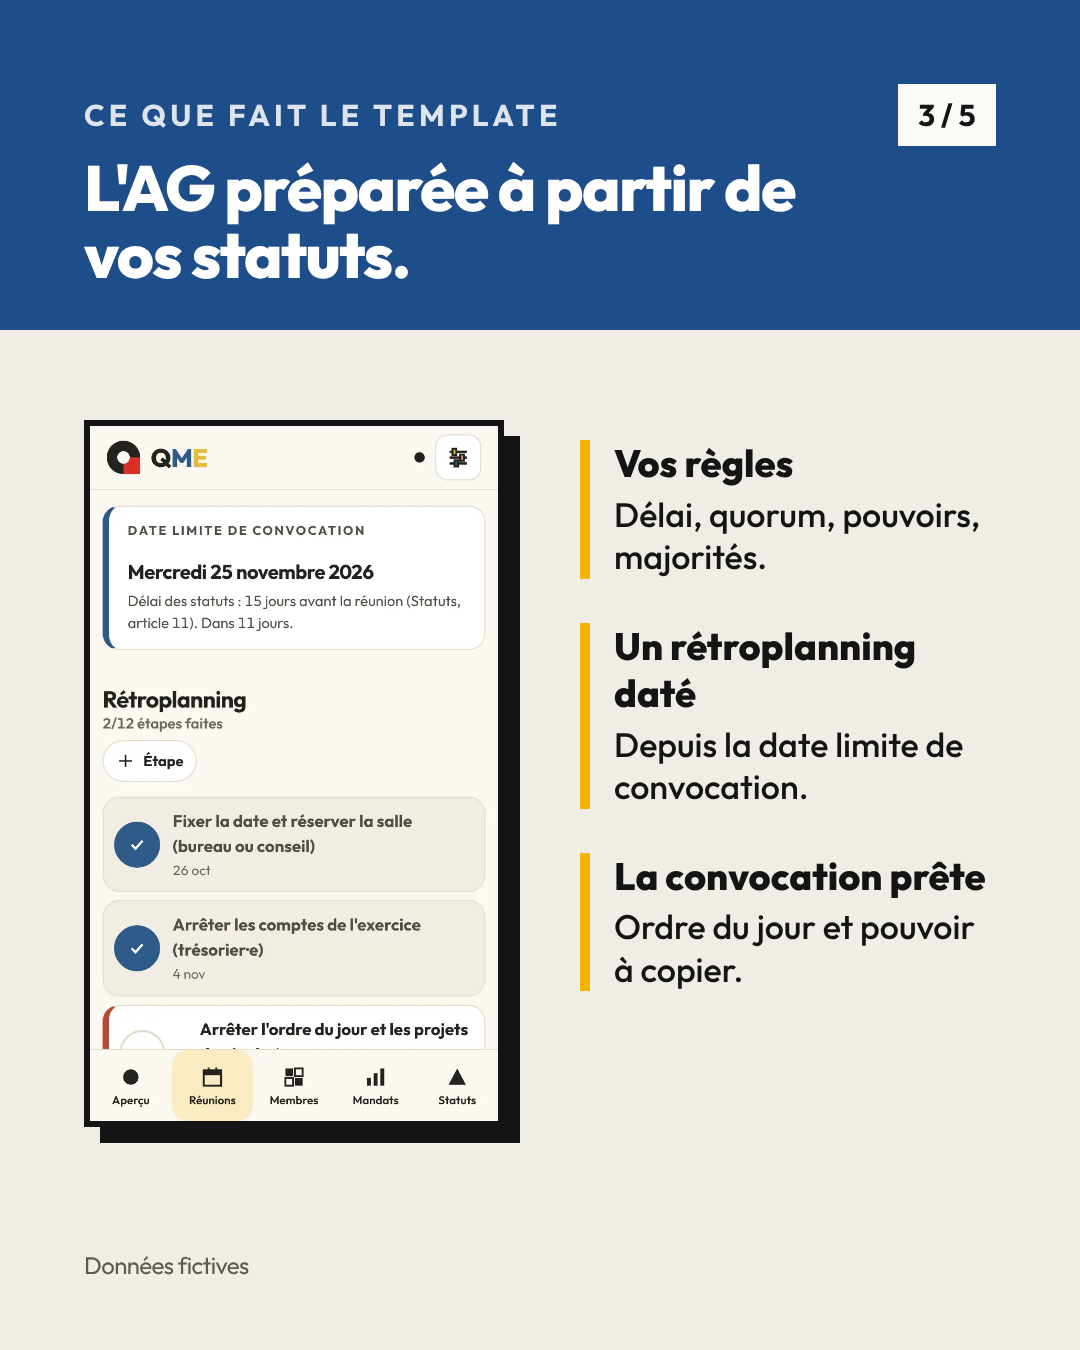 CE QUE FAIT LE TEMPLATE
3/5
L'AG préparée à partir de
vos statuts.
QME
DATE LIMITE DE CONVOCATION
Mercredi 25 novembre 2026
Délai des statuts : 15 jours avant la réunion (Statuts,
article 11). Dans 11 jours.
Rétroplanning
2/12 étapes faites
+ Étape
Fixer la date et réserver la salle
(bureau ou conseil)
26 oct
Arrêter les comptes de l'exercice
(trésorier·e)
4 nov
Arrêter l'ordre du jour et les projets
Aperçu
Réunions
Membres
Mandats
Statuts
Vos règles
Délai, quorum, pouvoirs,
majorités.
Un rétroplanning
daté
Depuis la date limite de
convocation.
La convocation prête
Ordre du jour et pouvoir
à copier.
Données fictives